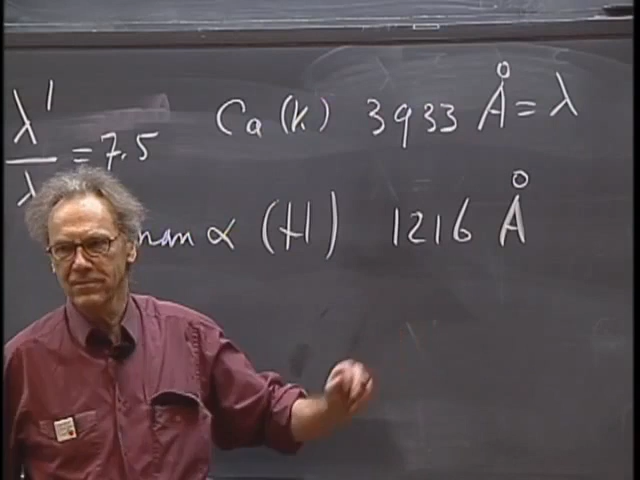 λ'/λ = 7.5
Ca (K) 3933 Å = λ
man α (H) 1216 Å